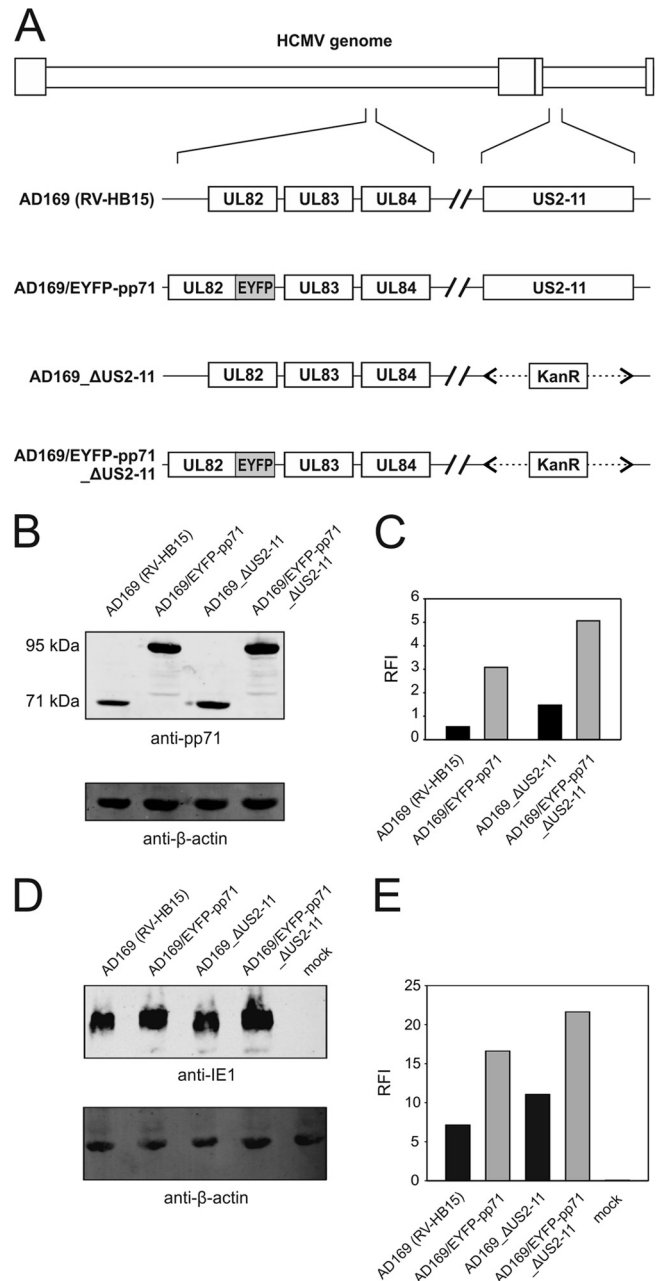 A
HCMV genome
AD169 (RV-HB15)
UL82 UL83 UL84 US2-11
AD169/EYFP-pp71
UL82 EYFP UL83 UL84 US2-11
AD169_ΔUS2-11
UL82 UL83 UL84 KanR
AD169/EYFP-pp71
_ΔUS2-11
UL82 EYFP UL83 UL84 KanR
B
AD169 (RV-HB15)
AD169/EYFP-pp71
AD169_ΔUS2-11
AD169/EYFP-pp71
_ΔUS2-11
95 kDa
71 kDa
anti-pp71
anti-β-actin
C
RFI
6
5
4
3
2
1
0
AD169 (RV-HB15)
AD169/EYFP-pp71
AD169_ΔUS2-11
AD169/EYFP-pp71
_ΔUS2-11
D
AD169 (RV-HB15)
AD169/EYFP-pp71
AD169_ΔUS2-11
AD169/EYFP-pp71
_ΔUS2-11
mock
anti-IE1
anti-β-actin
E
RFI
25
20
15
10
5
0
AD169 (RV-HB15)
AD169/EYFP-pp71
AD169_ΔUS2-11
AD169/EYFP-pp71
_ΔUS2-11
mock